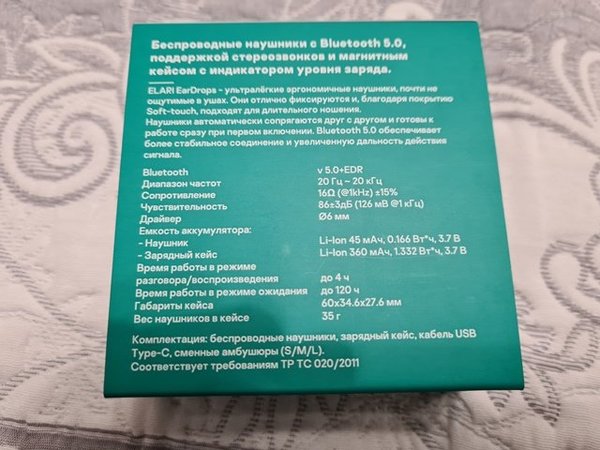 Беспроводные наушники с Bluetooth 5.0,
поддержкой стереозвонков и магнитным
кейсом с индикатором уровня заряда.
ELARI EarDrops - ультралёгкие эргономичные наушники, почти не
ощутимые в ушах. Они отлично фиксируются и, благодаря покрытию
Soft-touch, подходят для длительного ношения.
Наушники автоматически сопрягаются друг с другом и готовы к
работе сразу при первом включении. Bluetooth 5.0 обеспечивает
более стабильное соединение и увеличенную дальность действия
сигнала.
Bluetooth v 5.0+EDR
Диапазон частот 20 Гц ~ 20 кГц
Сопротивление 16Ω (@1kHz) ±15%
Чувствительность 86±3дБ (126 мВ @1 кГц)
Драйвер Ø6 мм
Емкость аккумулятора:
- Наушник Li-Ion 45 мАч, 0.166 Вт*ч, 3.7 В
- Зарядный кейс Li-Ion 360 мАч, 1.332 Вт*ч, 3.7 В
Время работы в режиме
разговора/воспроизведения до 4 ч
Время работы в режиме ожидания до 120 ч
Габариты кейса 60x34.6x27.6 мм
Вес наушников в кейсе 35 г
Комплектация: беспроводные наушники, зарядный кейс, кабель USB
Type-C, сменные амбушюры (S/M/L).
Соответствует требованиям ТР ТС 020/2011